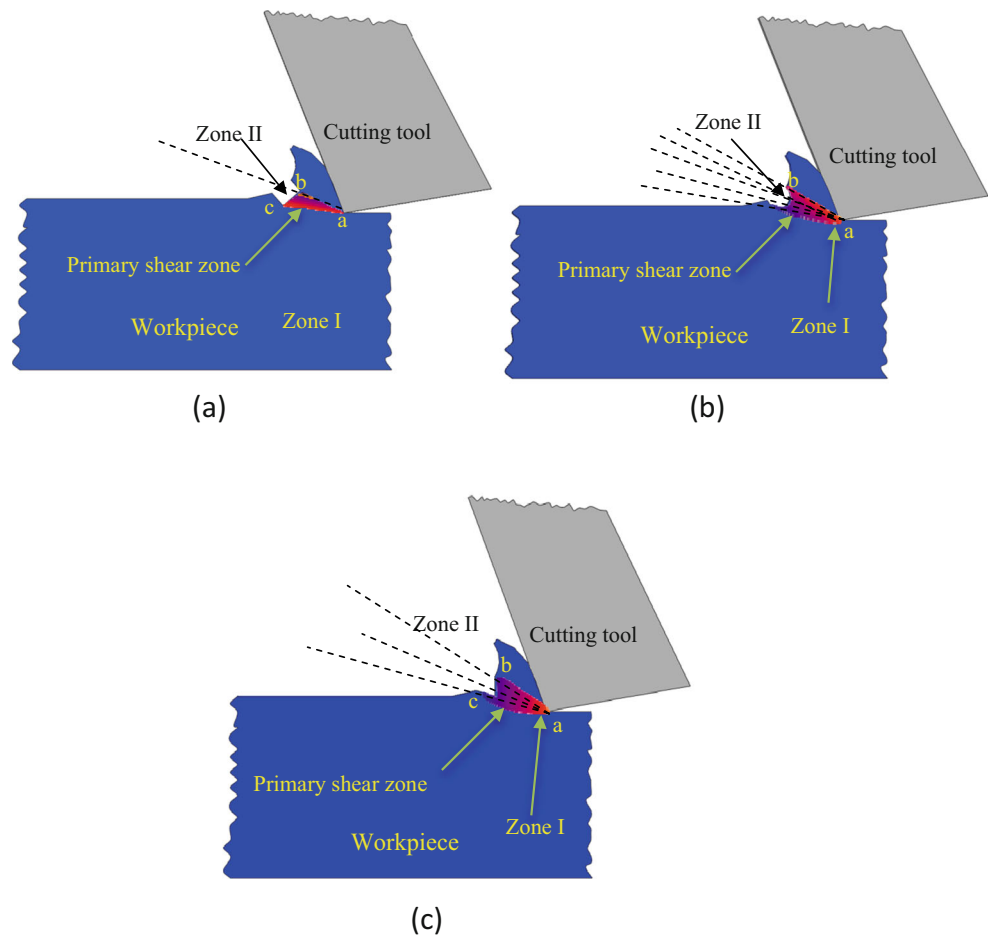 Zone II
Cutting tool
b
c
a
Primary shear zone
Workpiece
Zone I
(a)
Zone II
Cutting tool
b
a
Primary shear zone
Zone I
Workpiece
(b)
Zone II
Cutting tool
b
c
a
Primary shear zone
Zone I
Workpiece
(c)